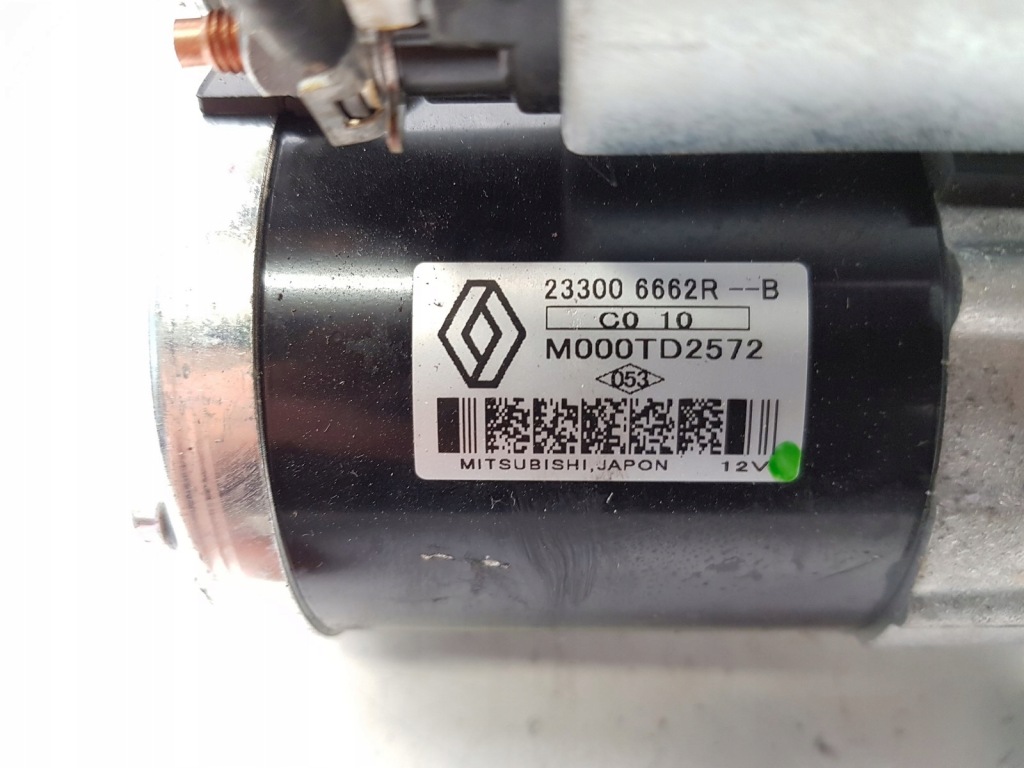 23300 6662R --B
C0 10
M000TD2572
053
MITSUBISHI,JAPON 12V